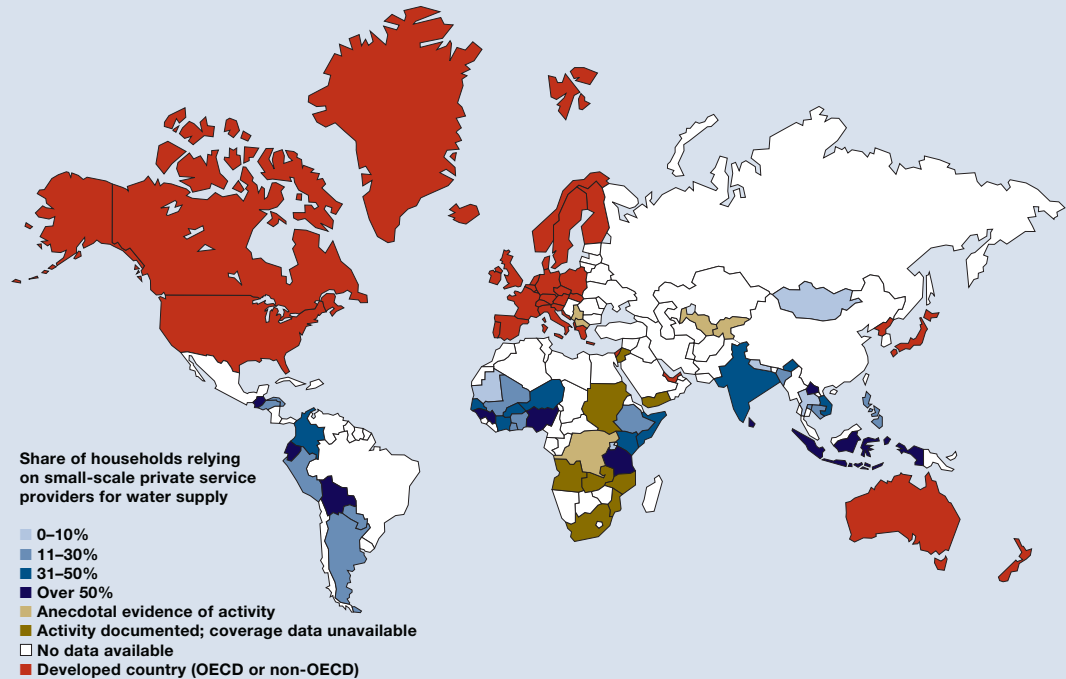 Share of households relying
on small-scale private service
providers for water supply
0–10%
11–30%
31–50%
Over 50%
Anecdotal evidence of activity
Activity documented; coverage data unavailable
No data available
Developed country (OECD or non-OECD)